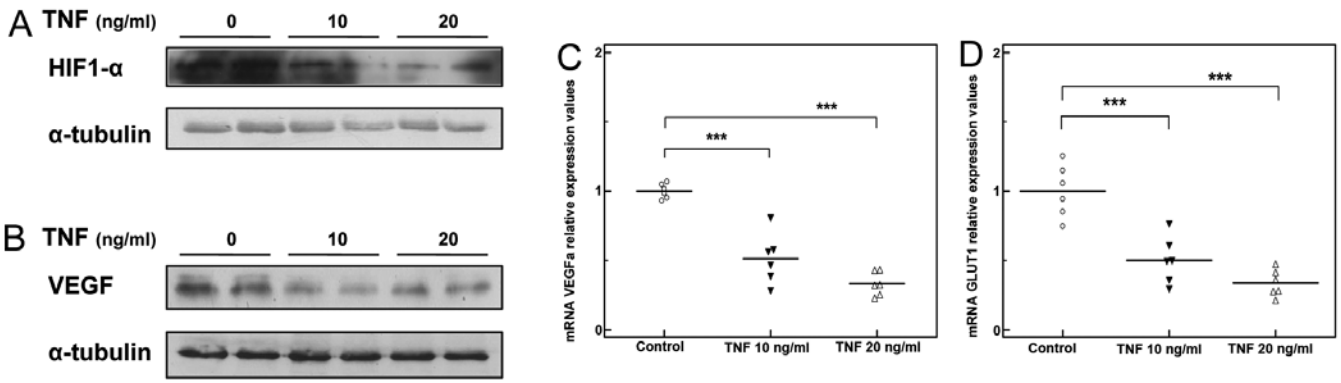 A TNF (ng/ml)
0 10 20
HIF1-α
α-tubulin
B TNF (ng/ml)
0 10 20
VEGF
α-tubulin
C
mRNA VEGFa relative expression values
2
1
0
***
***
Control TNF 10 ng/ml TNF 20 ng/ml
D
mRNA GLUT1 relative expression values
2
1
0
***
***
Control TNF 10 ng/ml TNF 20 ng/ml